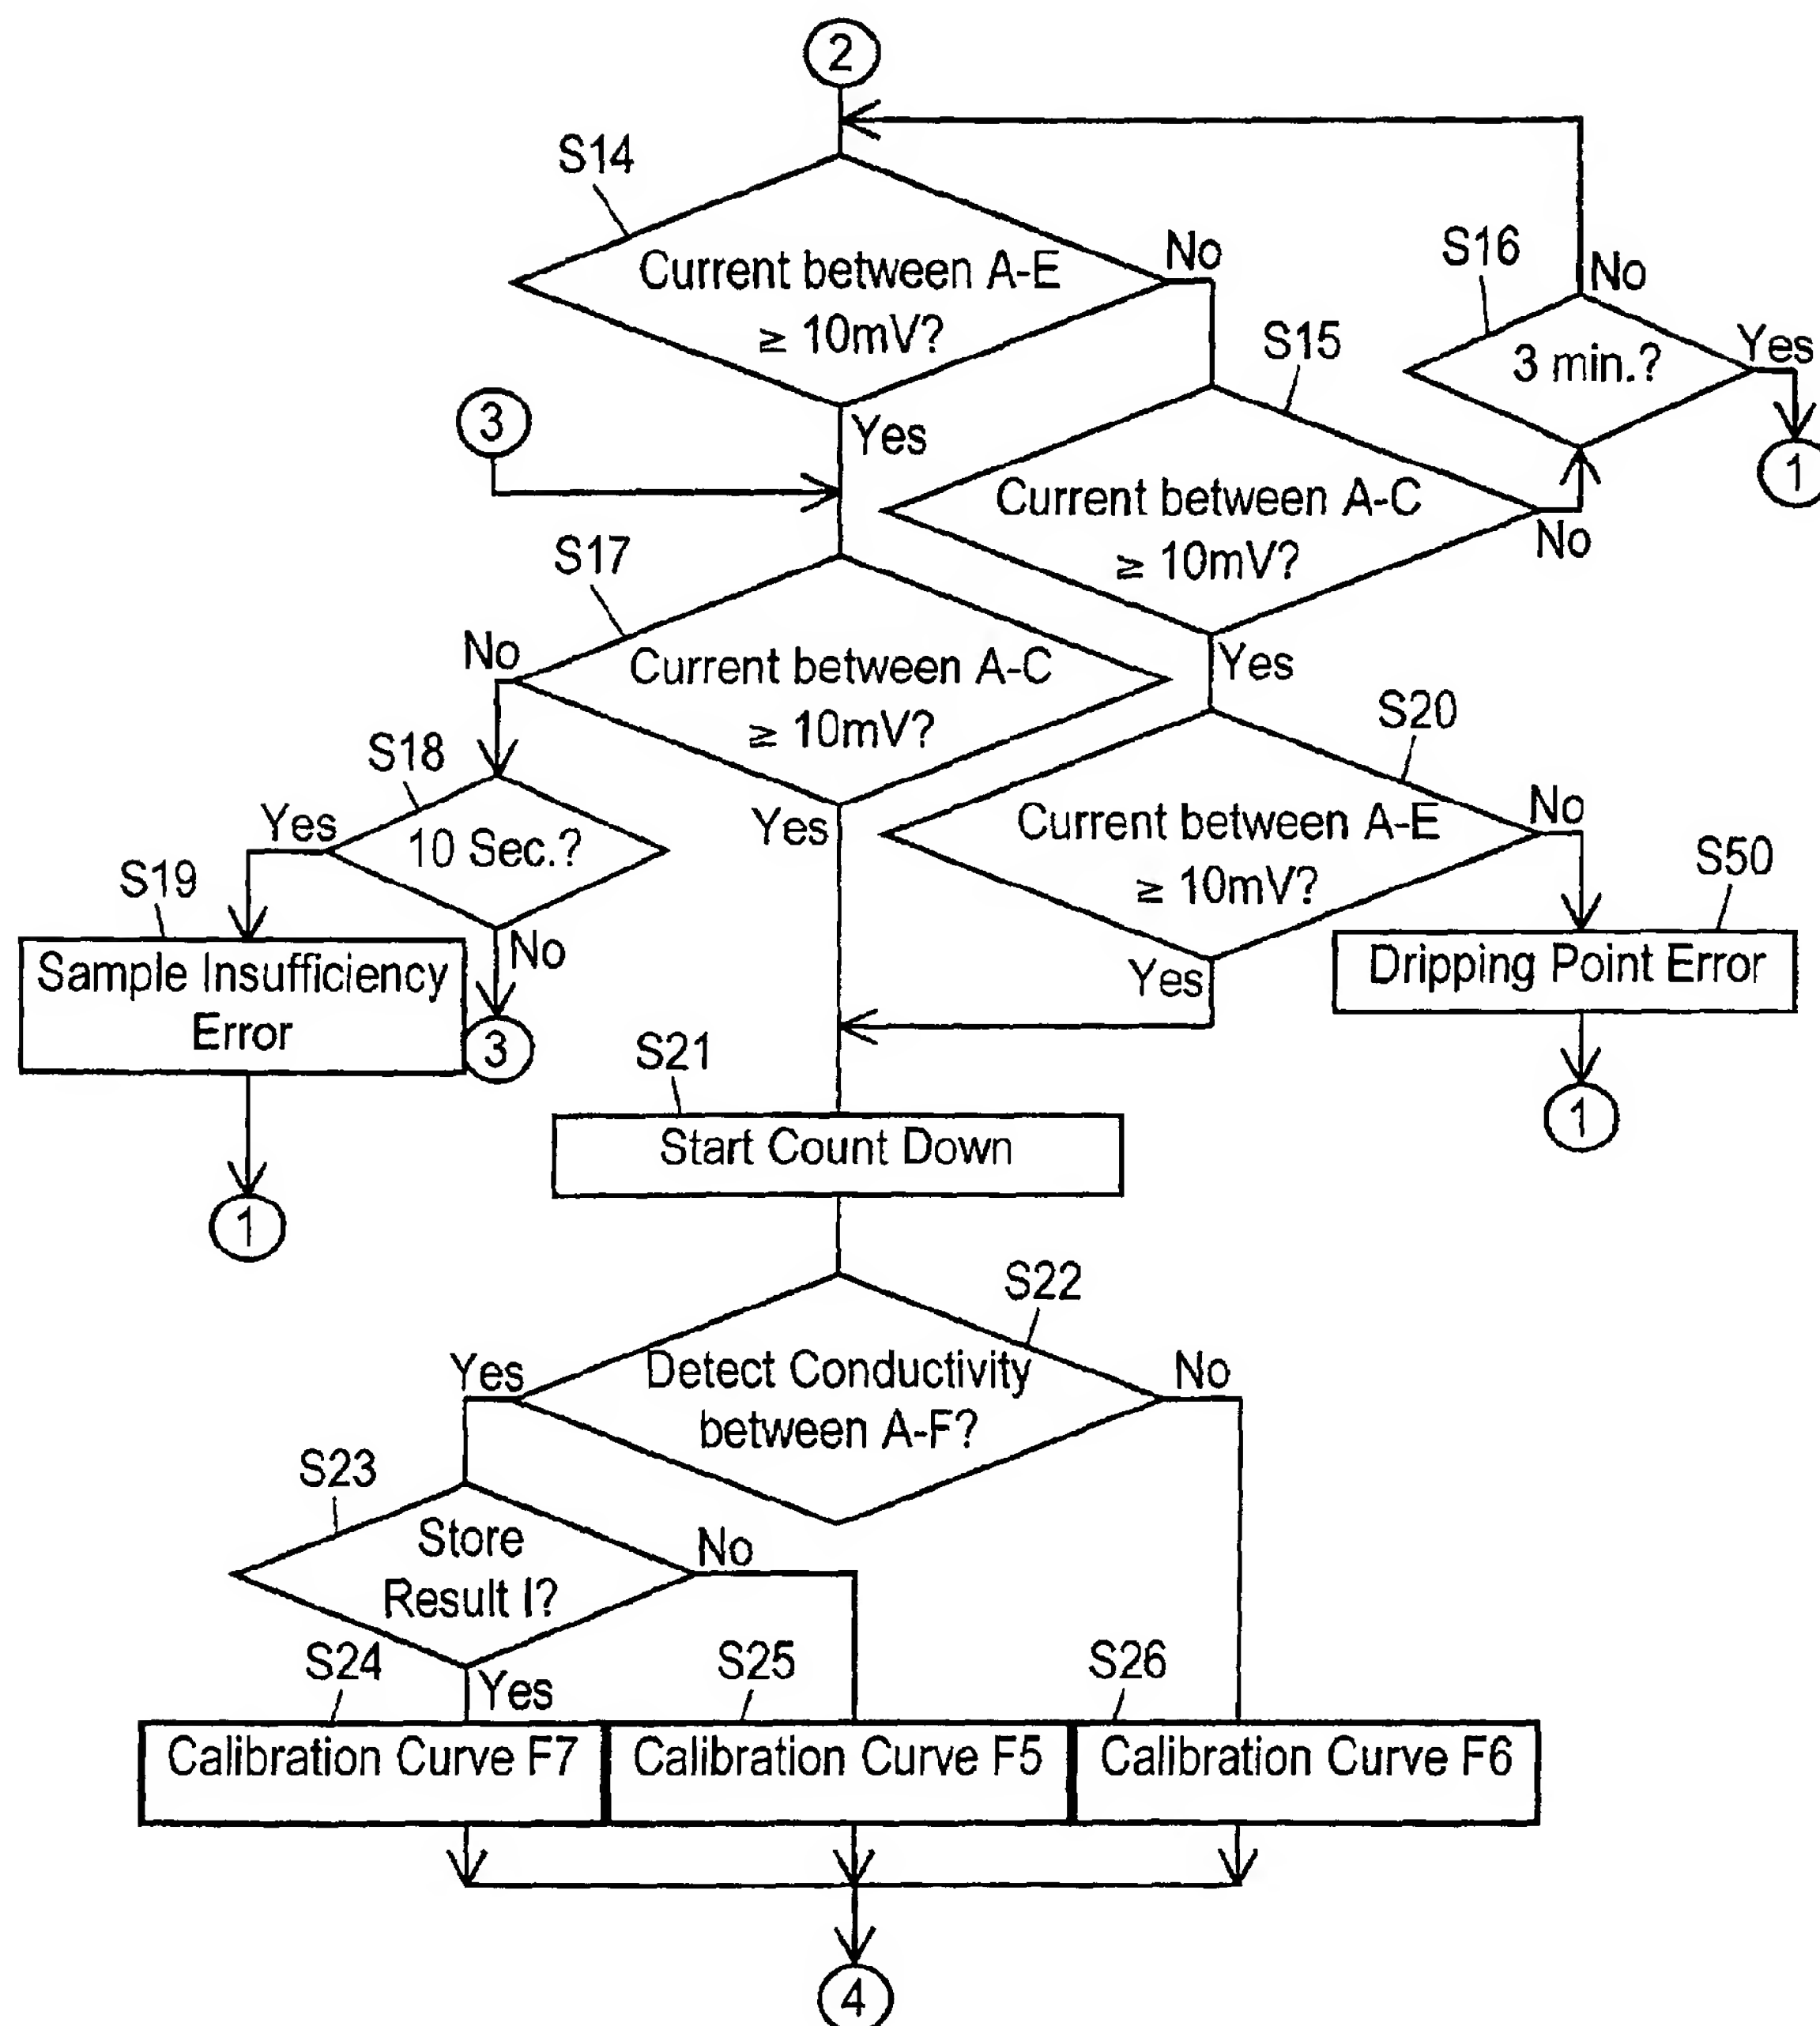 2
S14
Current between A-E
≧ 10mV?
No
Yes
S16
3 min.?
No
Yes
1
3
S15
Current between A-C
≧ 10mV?
No
Yes
S17
Current between A-C
≧ 10mV?
No
Yes
S18
10 Sec.?
Yes
No
3
S19
Sample Insufficiency
Error
1
S20
Current between A-E
≧ 10mV?
No
Yes
S50
Dripping Point Error
1
S21
Start Count Down
S22
Detect Conductivity
between A-F?
Yes
No
S23
Store
Result I?
No
Yes
S24
Calibration Curve F7
S25
Calibration Curve F5
S26
Calibration Curve F6
4